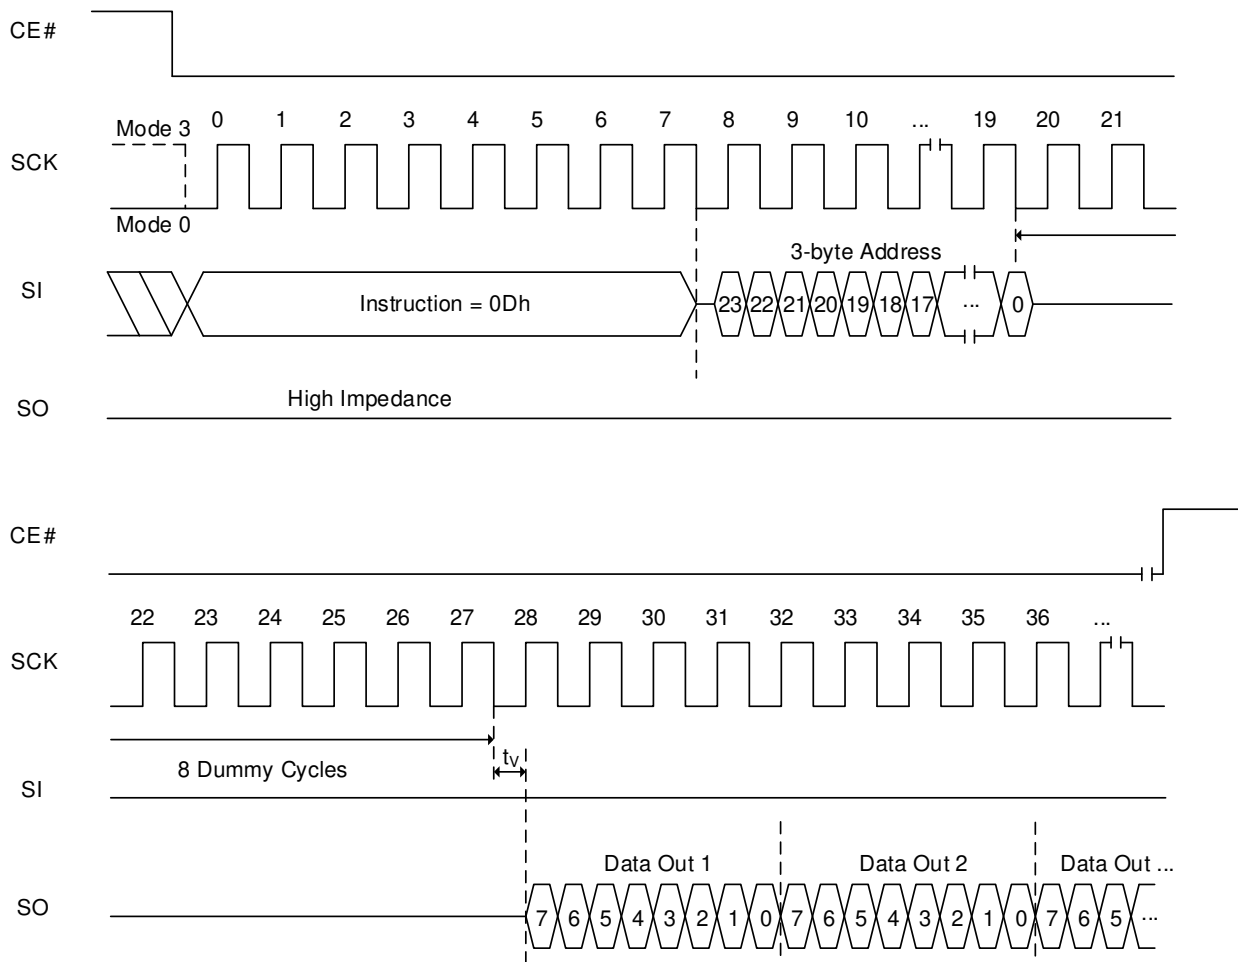 CE#
Mode 3 0 1 2 3 4 5 6 7 8 9 10 ... 19 20 21
SCK
Mode 0
3-byte Address
SI Instruction = 0Dh 23 22 21 20 19 18 17 ... 0
High Impedance
SO
CE#
22 23 24 25 26 27 28 29 30 31 32 33 34 35 36 ...
SCK
8 Dummy Cycles tV
SI
Data Out 1 Data Out 2 Data Out ...
SO 7 6 5 4 3 2 1 0 7 6 5 4 3 2 1 0 7 6 5 ...